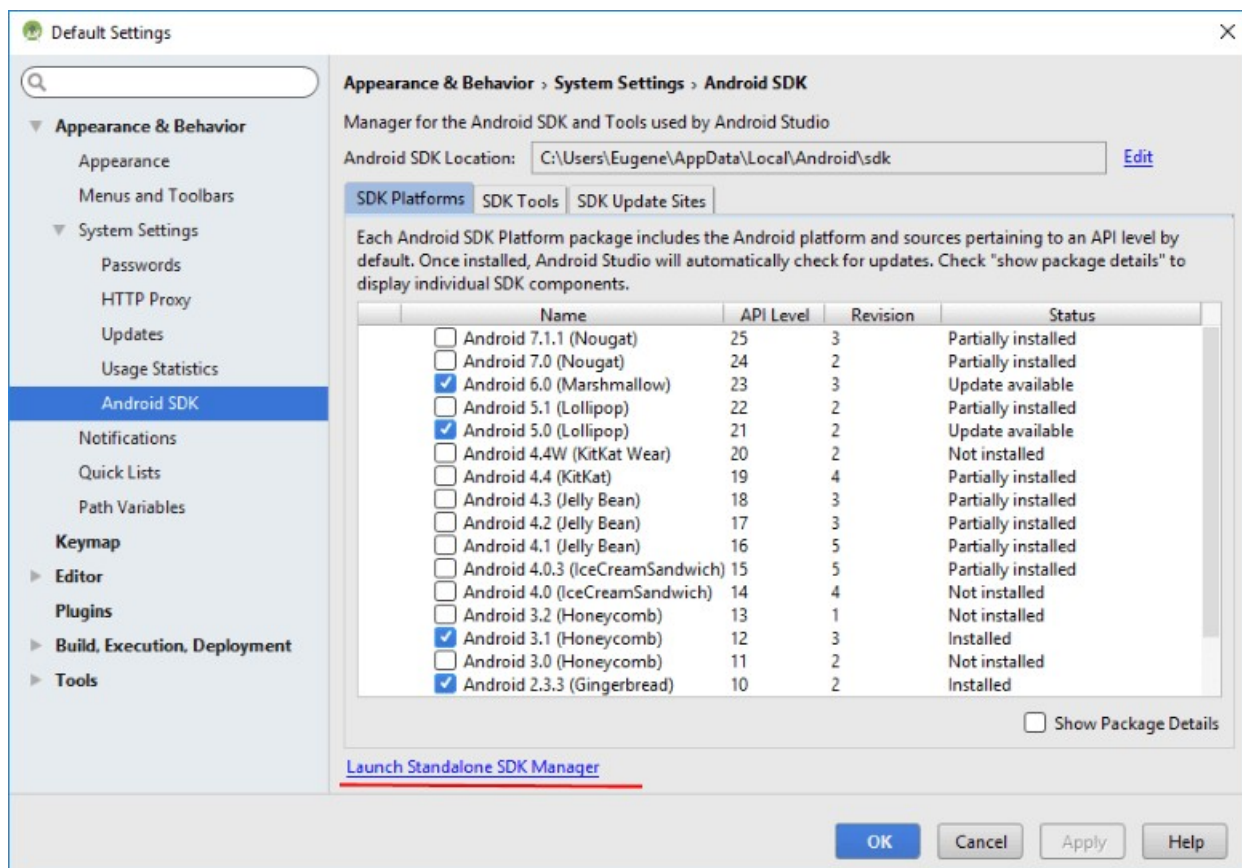 Default Settings
Appearance & Behavior
Appearance
Menus and Toolbars
System Settings
Passwords
HTTP Proxy
Updates
Usage Statistics
Android SDK
Notifications
Quick Lists
Path Variables
Keymap
Editor
Plugins
Build, Execution, Deployment
Tools
Appearance & Behavior › System Settings › Android SDK
Manager for the Android SDK and Tools used by Android Studio
Android SDK Location: C:\Users\Eugene\AppData\Local\Android\sdk Edit
SDK Platforms SDK Tools SDK Update Sites
Each Android SDK Platform package includes the Android platform and sources pertaining to an API level by
default. Once installed, Android Studio will automatically check for updates. Check "show package details" to
display individual SDK components.
Name API Level Revision Status
Android 7.1.1 (Nougat) 25 3 Partially installed
Android 7.0 (Nougat) 24 2 Partially installed
Android 6.0 (Marshmallow) 23 3 Update available
Android 5.1 (Lollipop) 22 2 Partially installed
Android 5.0 (Lollipop) 21 2 Update available
Android 4.4W (KitKat Wear) 20 2 Not installed
Android 4.4 (KitKat) 19 4 Partially installed
Android 4.3 (Jelly Bean) 18 3 Partially installed
Android 4.2 (Jelly Bean) 17 3 Partially installed
Android 4.1 (Jelly Bean) 16 5 Partially installed
Android 4.0.3 (IceCreamSandwich) 15 5 Partially installed
Android 4.0 (IceCreamSandwich) 14 4 Not installed
Android 3.2 (Honeycomb) 13 1 Not installed
Android 3.1 (Honeycomb) 12 3 Installed
Android 3.0 (Honeycomb) 11 2 Not installed
Android 2.3.3 (Gingerbread) 10 2 Installed
Show Package Details
Launch Standalone SDK Manager
OK Cancel Apply Help